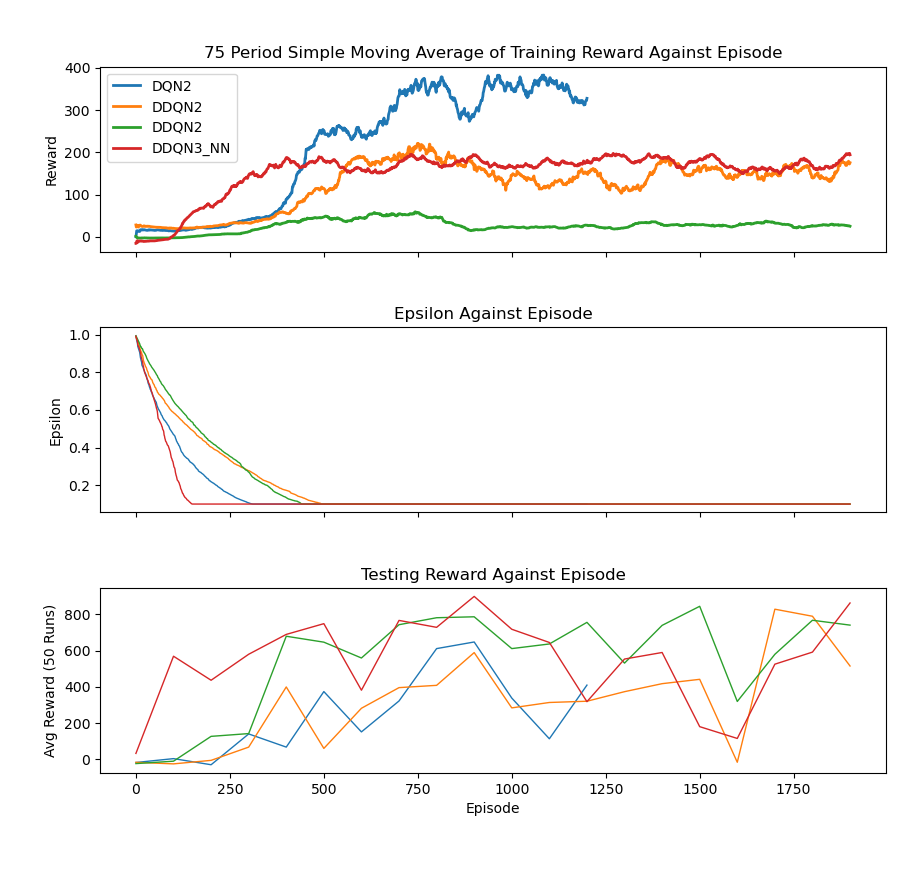 75 Period Simple Moving Average of Training Reward Against Episode
400
300
200
100
0
Reward
DQN2
DDQN2
DDQN2
DDQN3_NN
Epsilon Against Episode
1.0
0.8
0.6
0.4
0.2
Epsilon
Testing Reward Against Episode
800
600
400
200
0
Avg Reward (50 Runs)
0 250 500 750 1000 1250 1500 1750
Episode